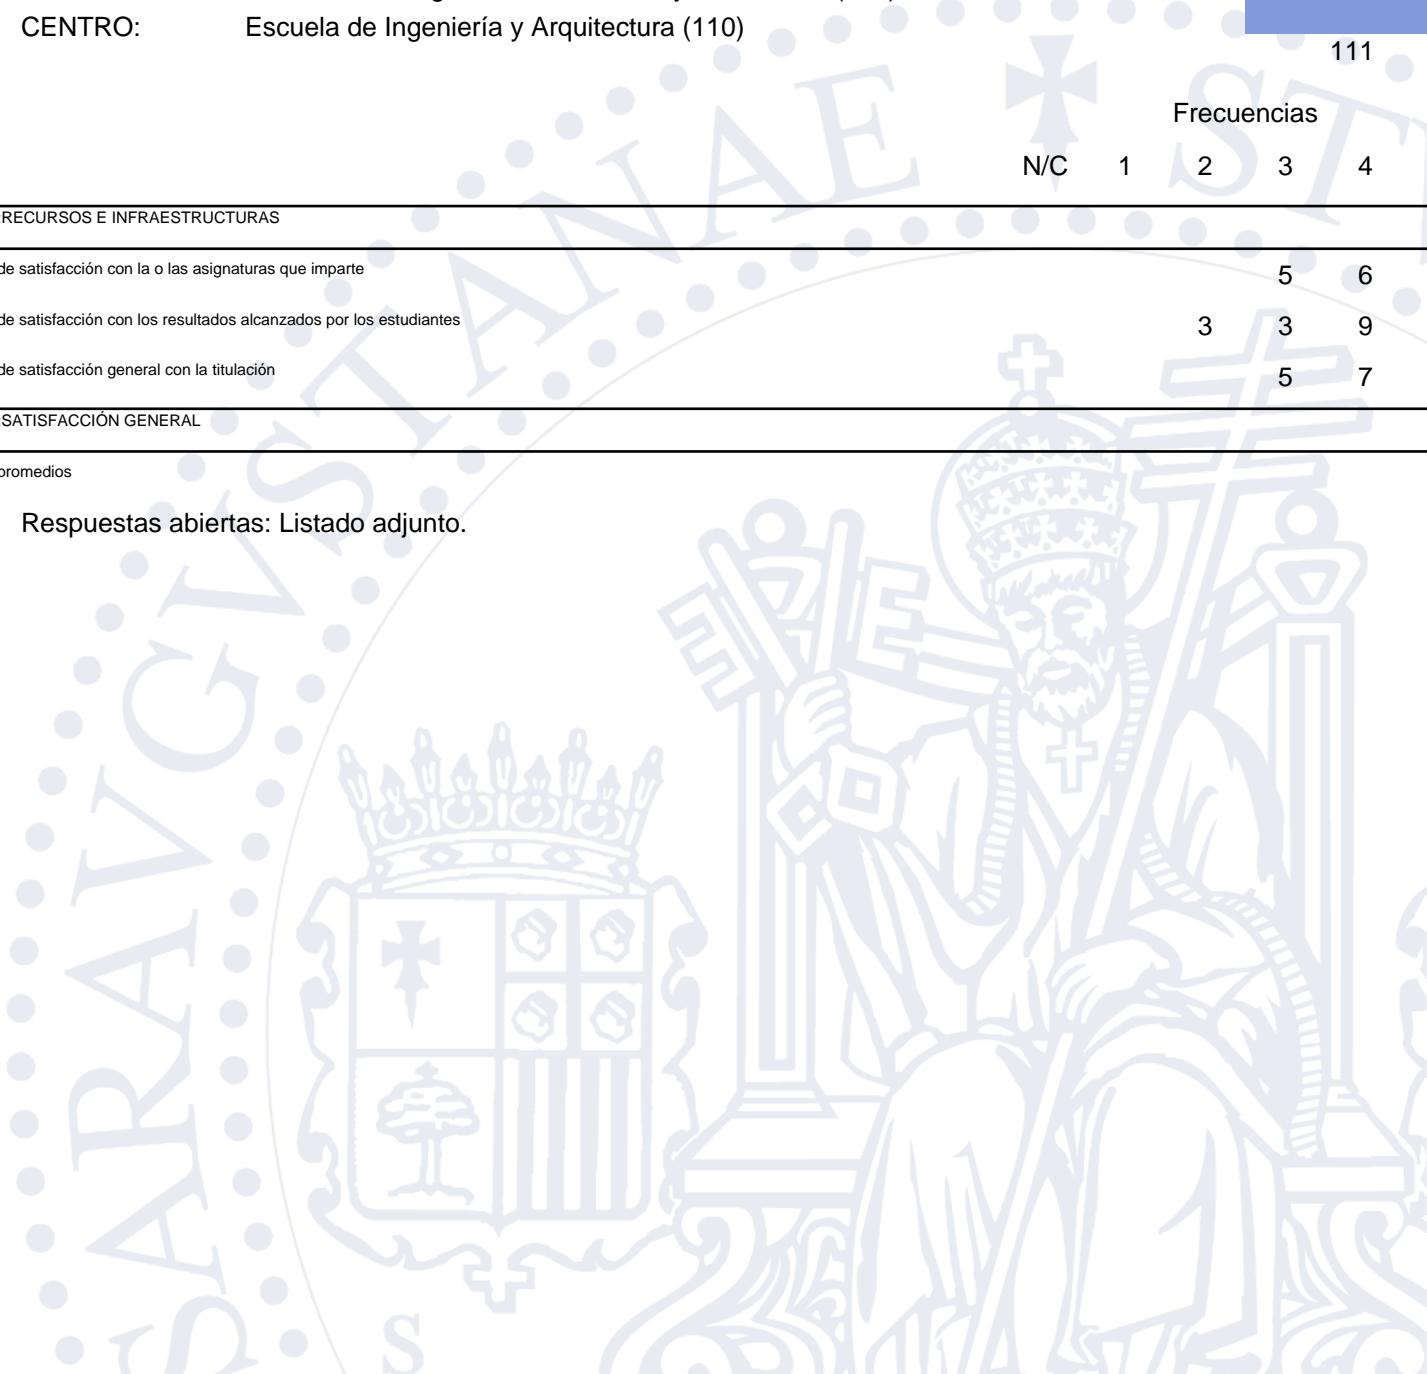 CENTRO: Escuela de Ingeniería y Arquitectura (110)
111
Frecuencias
N/C 1 2 3 4
RECURSOS E INFRAESTRUCTURAS
de satisfacción con la o las asignaturas que imparte 5 6
de satisfacción con los resultados alcanzados por los estudiantes 3 3 9
de satisfacción general con la titulación 5 7
SATISFACCIÓN GENERAL
promedios
Respuestas abiertas: Listado adjunto.